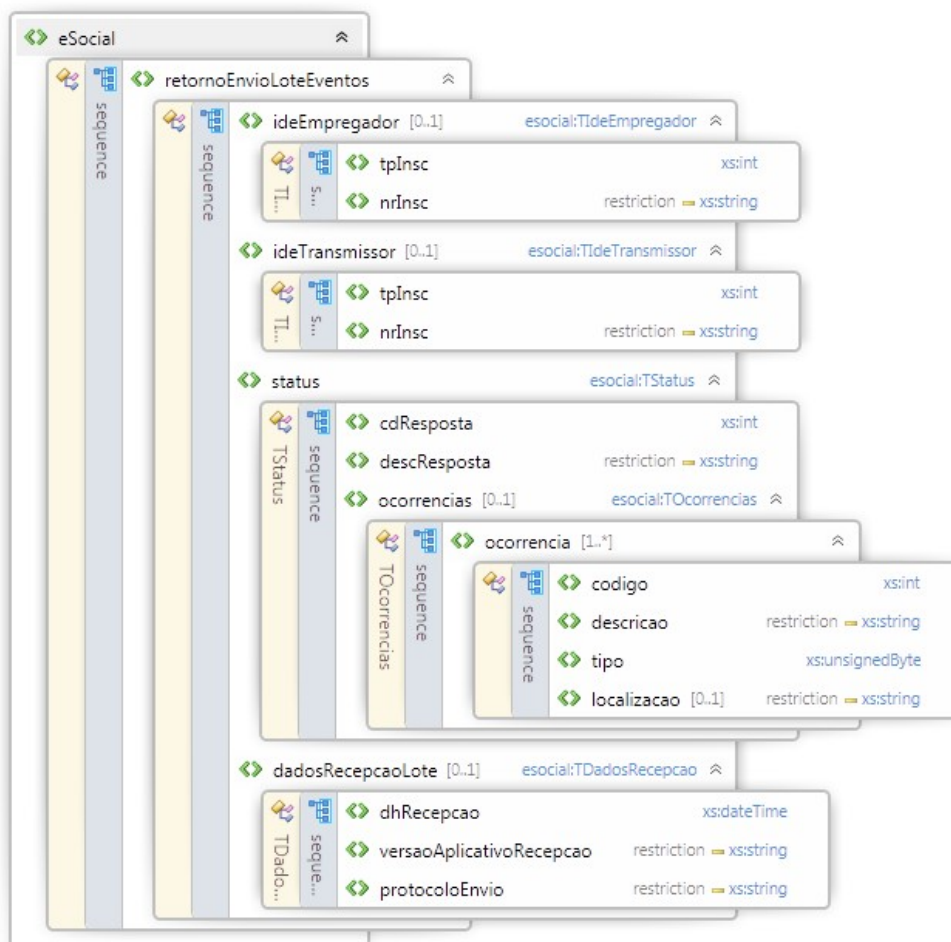 eSocial
sequence
retornoEnvioLoteEventos
sequence
ideEmpregador [0..1] esocial:TIdeEmpregador
TI... s...
tpInsc xs:int
nrInsc restriction xs:string
ideTransmissor [0..1] esocial:TIdeTransmissor
TI... s...
tpInsc xs:int
nrInsc restriction xs:string
status esocial:TStatus
TStatus sequence
cdResposta xs:int
descResposta restriction xs:string
ocorrencias [0..1] esocial:TOcorrencias
TOcorrencias sequence
ocorrencia [1..*]
sequence
codigo xs:int
descricao restriction xs:string
tipo xs:unsignedByte
localizacao [0..1] restriction xs:string
dadosRecepcaoLote [0..1] esocial:TDadosRecepcao
TDado... seque...
dhRecepcao xs:dateTime
versaoAplicativoRecepcao restriction xs:string
protocoloEnvio restriction xs:string